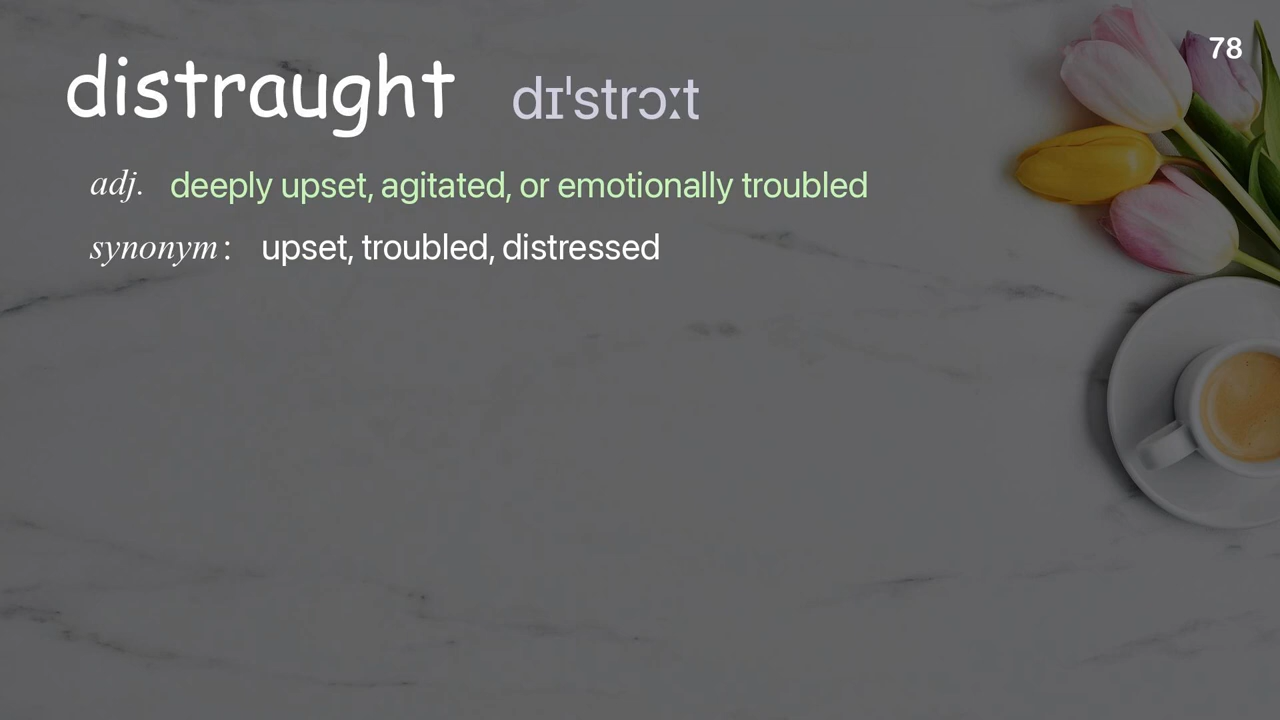 78
distraught dɪˈstrɔːt
adj. deeply upset, agitated, or emotionally troubled
synonym: upset, troubled, distressed